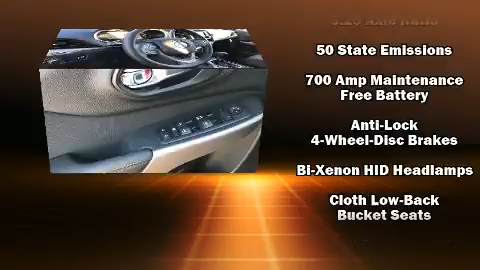 50 State Emissions
700 Amp Maintenance
Free Battery
Anti-Lock
4-Wheel-Disc Brakes
Bi-Xenon HID Headlamps
Cloth Low-Back
Bucket Seats